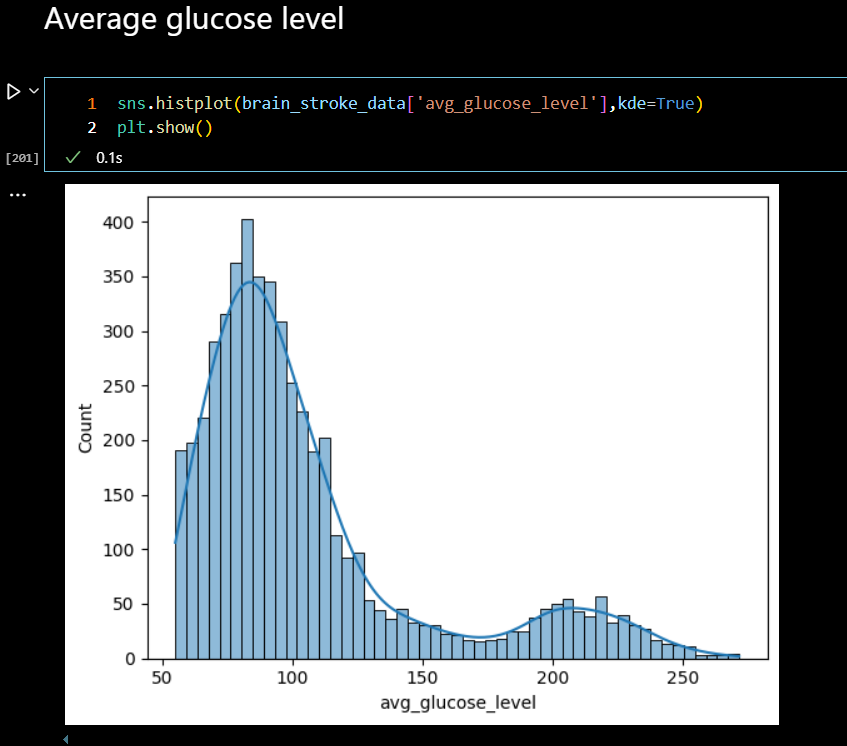 Average glucose level
1 sns.histplot(brain_stroke_data['avg_glucose_level'],kde=True)
2 plt.show()
[201]
0.1s
...
400
350
300
250
200
150
100
50
0
Count
50 100 150 200 250
avg_glucose_level